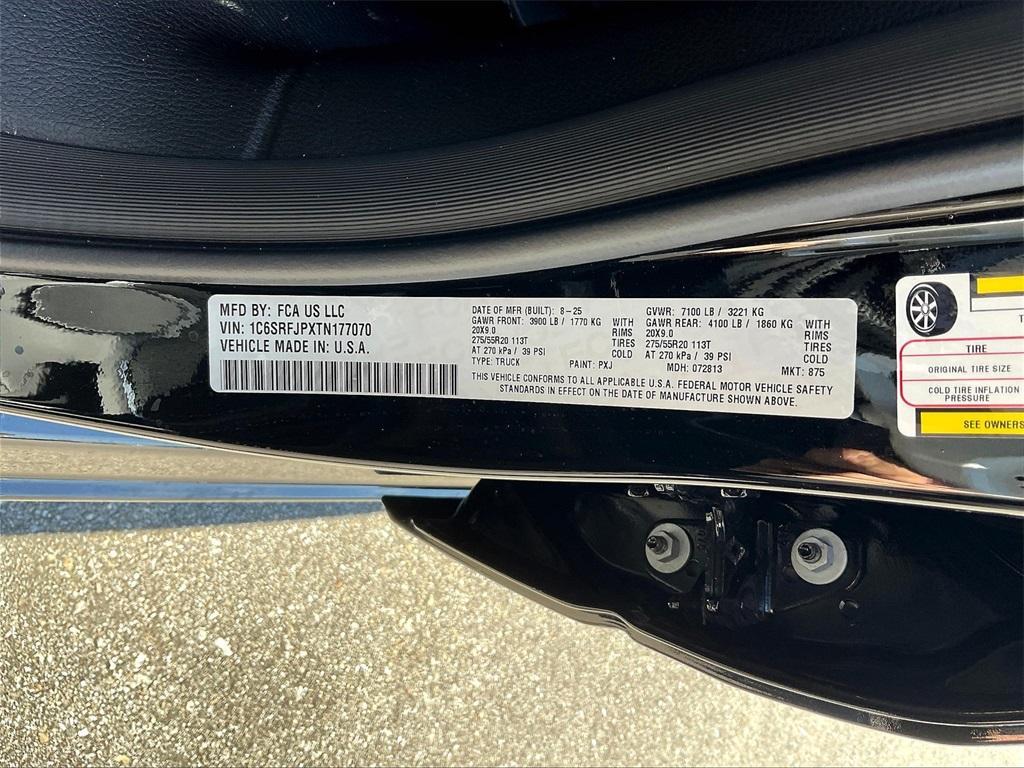 MFD BY: FCA US LLC
VIN: 1C6SRFJPXTN177070
VEHICLE MADE IN: U.S.A.
DATE OF MFR (BUILT): 8-25
GAWR FRONT: 3900 LB / 1770 KG WITH
20X9.0 RIMS
275/55R20 113T TIRES
AT 270 kPa / 39 PSI COLD
TYPE: TRUCK PAINT: PXJ
GVWR: 7100 LB / 3221 KG
GAWR REAR: 4100 LB / 1860 KG WITH
20X9.0 RIMS
275/55R20 113T TIRES
AT 270 kPa / 39 PSI COLD
MDH: 072813 MKT: 875
THIS VEHICLE CONFORMS TO ALL APPLICABLE U.S.A. FEDERAL MOTOR VEHICLE SAFETY
STANDARDS IN EFFECT ON THE DATE OF MANUFACTURE SHOWN ABOVE.
TIRE
ORIGINAL TIRE SIZE
COLD TIRE INFLATION
PRESSURE
SEE OWNERS